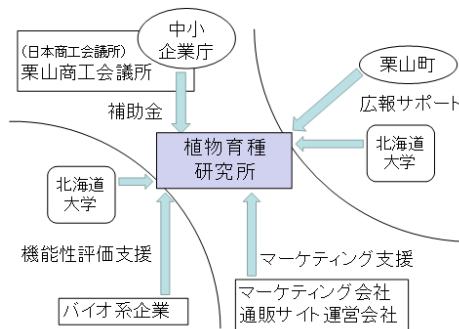 中小
企業庁
(日本商工会議所)
栗山商工会議所
補助金
栗山町
広報サポート
植物育種
研究所
北海道
大学
北海道
大学
機能性評価支援
マーケティング支援
バイオ系企業
マーケティング会社
通販サイト運営会社